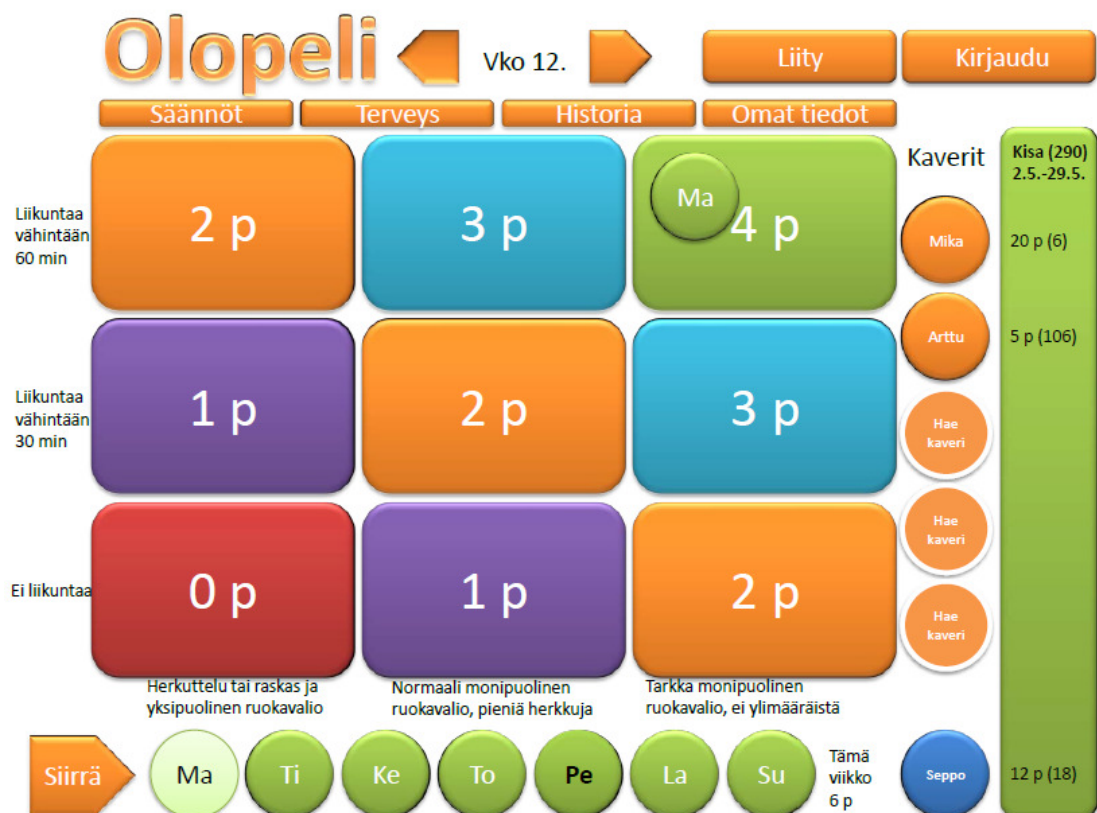 Olopeli
Vko 12.
Liity
Kirjaudu
Säännöt
Terveys
Historia
Omat tiedot
Liikuntaa
vähintään
60 min
2 p
3 p
Ma
4 p
Kaverit
Kisa (290)
2.5.-29.5.
Mika
20 p (6)
Arttu
5 p (106)
Liikuntaa
vähintään
30 min
1 p
2 p
3 p
Hae
kaveri
Hae
kaveri
Ei liikuntaa
0 p
1 p
2 p
Hae
kaveri
Herkuttelu tai raskas ja
yksipuolinen ruokavalio
Normaali monipuolinen
ruokavalio, pieniä herkkuja
Tarkka monipuolinen
ruokavalio, ei ylimääräistä
Siirrä
Ma
Ti
Ke
To
Pe
La
Su
Tämä
viikko
6 p
Seppo
12 p (18)